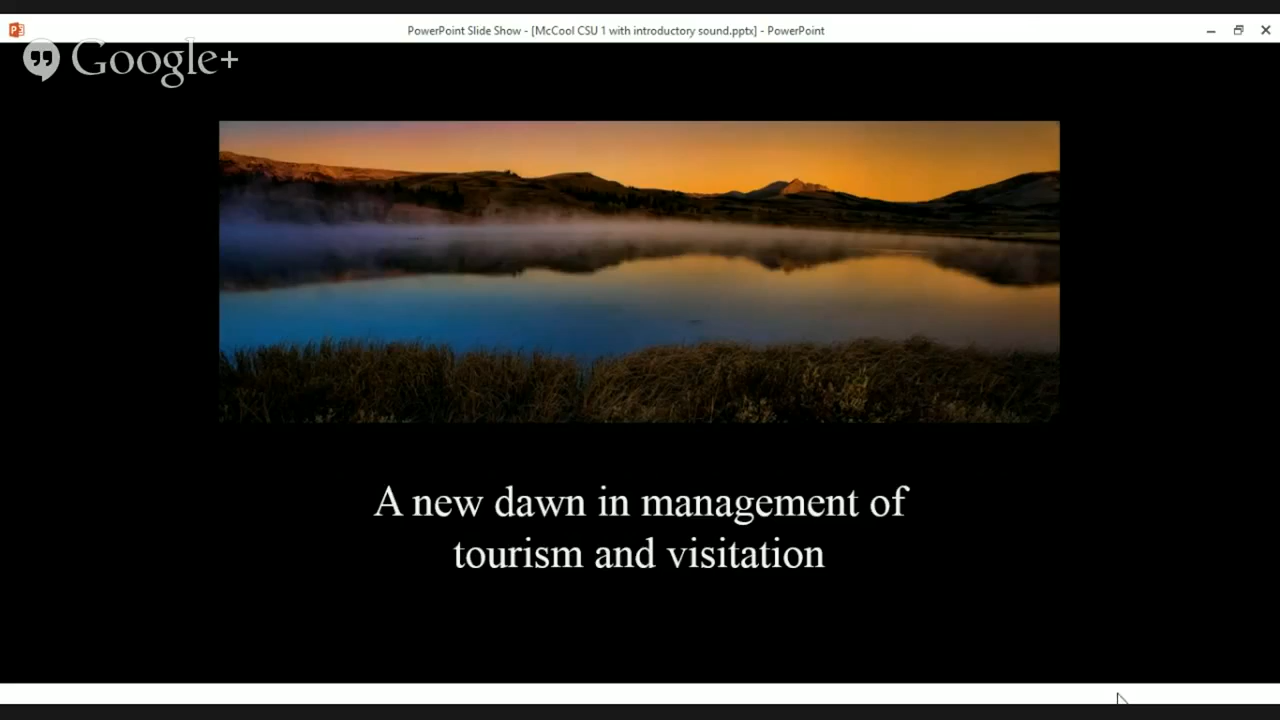 PowerPoint Slide Show - [McCool CSU 1 with introductory sound.pptx] - PowerPoint
Google+
A new dawn in management of
tourism and visitation